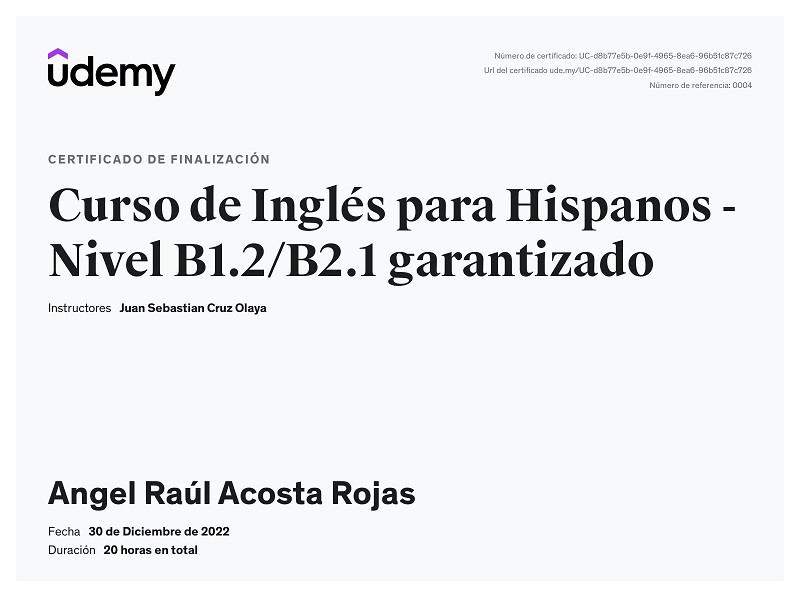 udemy
Número de certificado: UC-d8b77e5b-0e9f-4965-8ea6-96b51c87c726
Url del certificado ude.my/UC-d8b77e5b-0e9f-4965-8ea6-96b51c87c726
Número de referencia: 0004
CERTIFICADO DE FINALIZACIÓN
Curso de Inglés para Hispanos -
Nivel B1.2/B2.1 garantizado
Instructores Juan Sebastian Cruz Olaya
Angel Raúl Acosta Rojas
Fecha 30 de Diciembre de 2022
Duración 20 horas en total